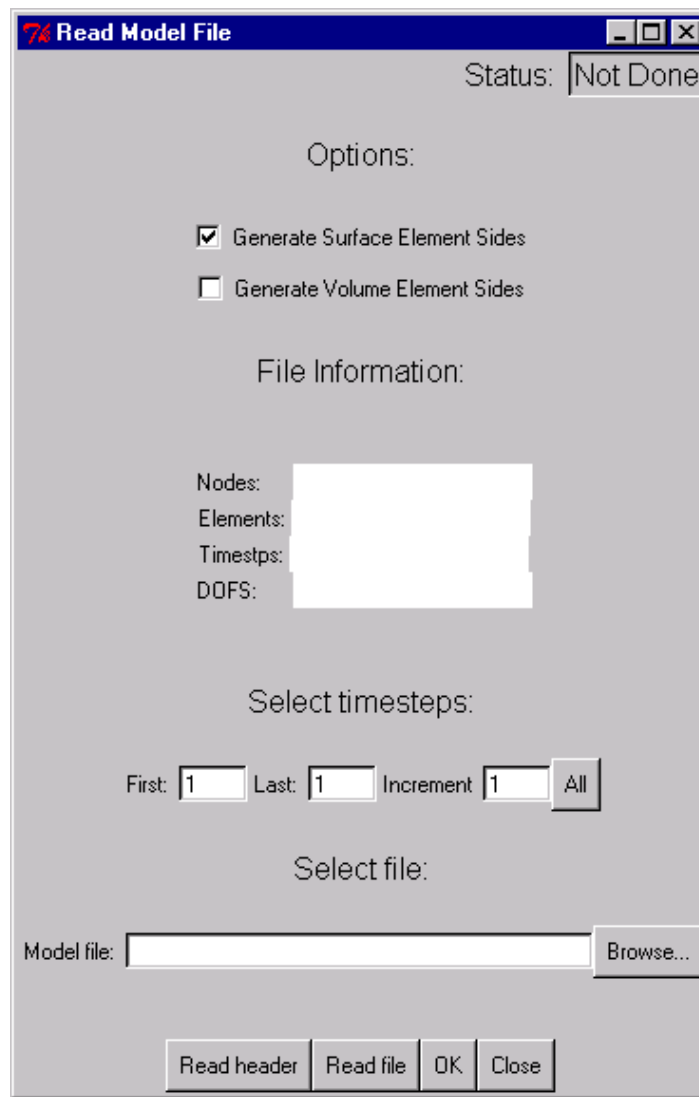 7k Read Model File
Status: Not Done
Options:
Generate Surface Element Sides
Generate Volume Element Sides
File Information:
Nodes:
Elements:
Timestps:
DOFS:
Select timesteps:
First: 1 Last: 1 Increment 1 All
Select file:
Model file: Browse...
Read header Read file OK Close